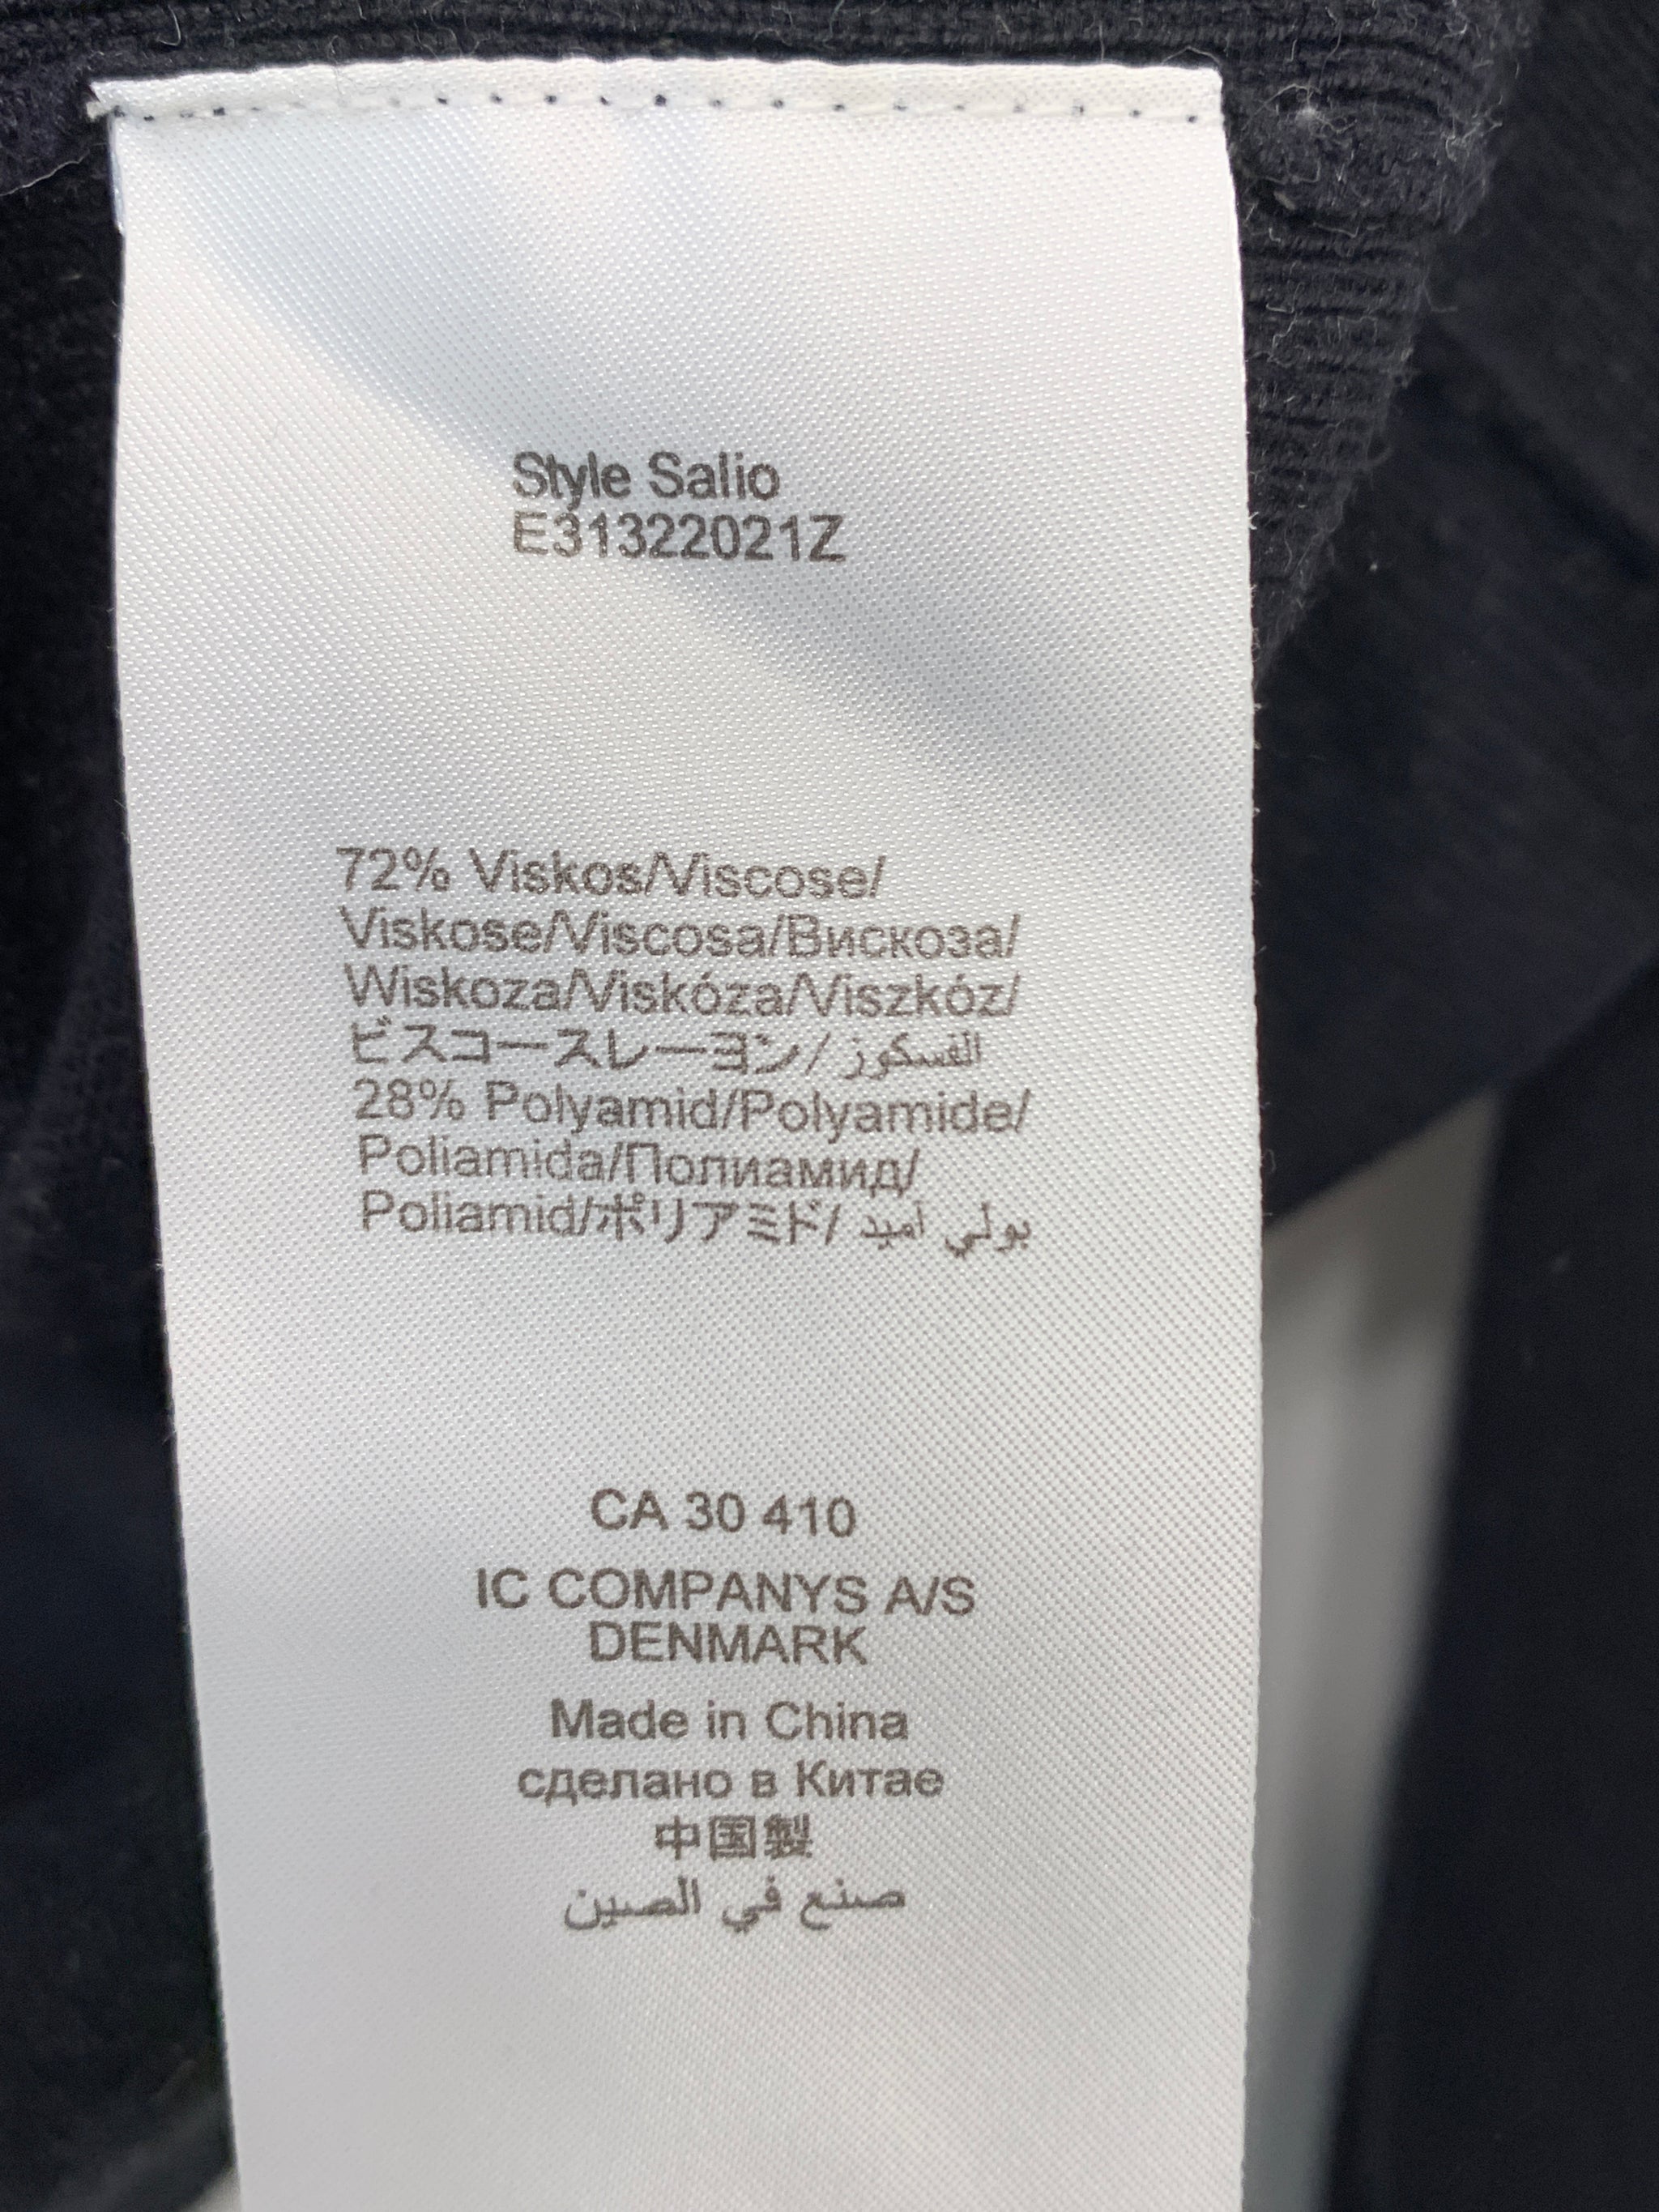 Style Salio
E31322021Z
72% Viskos/Viscose/
Viskose/Viscosa/Вискоза/
Wiskoza/Viskóza/Viszkóz/
ビスコースレーヨン/ الفسكوز
28% Polyamid/Polyamide/
Poliamida/Полиамид/
Poliamid/ポリアミド/ بولي أميد
CA 30 410
IC COMPANYS A/S
DENMARK
Made in China
сделано в Китае
中国製
صنع في الصين